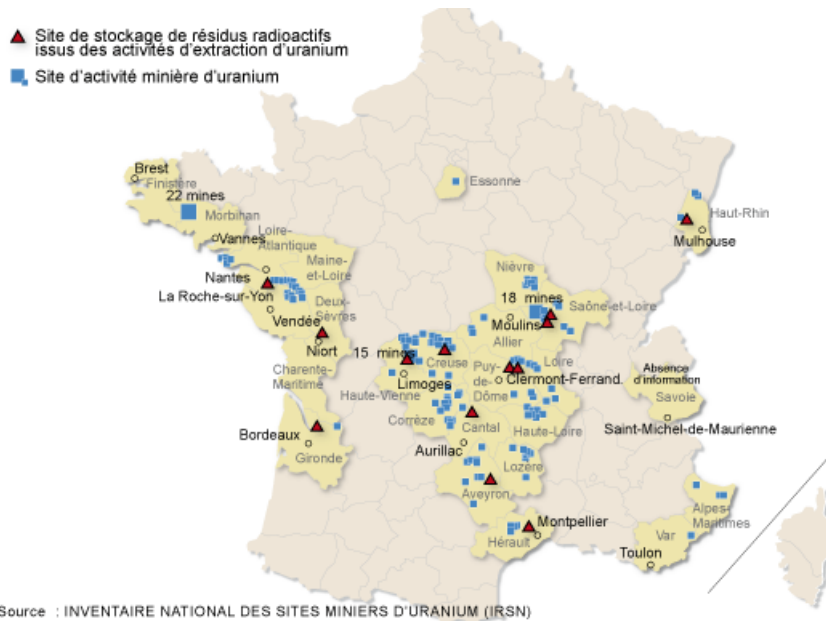 Site de stockage de résidus radioactifs
issus des activités d'extraction d'uranium
Site d'activité minière d'uranium
Brest
Finistère
22 mines
Morbihan
Vannes
Loire-
Atlantique
Maine-
et-Loire
Nantes
La Roche-sur-Yon
Deux-
Sèvres
Vendée
Niort
Charente-
Maritime
Bordeaux
Gironde
Essonne
Haut-Rhin
Mulhouse
Nièvre
18 mines
Saône-et-Loire
Moulins
Allier
15 mines
Creuse
Limoges
Haute-Vienne
Puy-
de-
Dôme
Loire
Clermont-Ferrand
Corrèze
Cantal
Haute-Loire
Aurillac
Lozère
Aveyron
Montpellier
Hérault
Absence
d'information
Savoie
Saint-Michel-de-Maurienne
Alpes-
Maritimes
Var
Toulon
Source : INVENTAIRE NATIONAL DES SITES MINIERS D'URANIUM (IRSN)